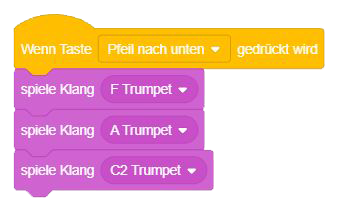 Wenn Taste Pfeil nach unten gedrückt wird
spiele Klang F Trumpet
spiele Klang A Trumpet
spiele Klang C2 Trumpet